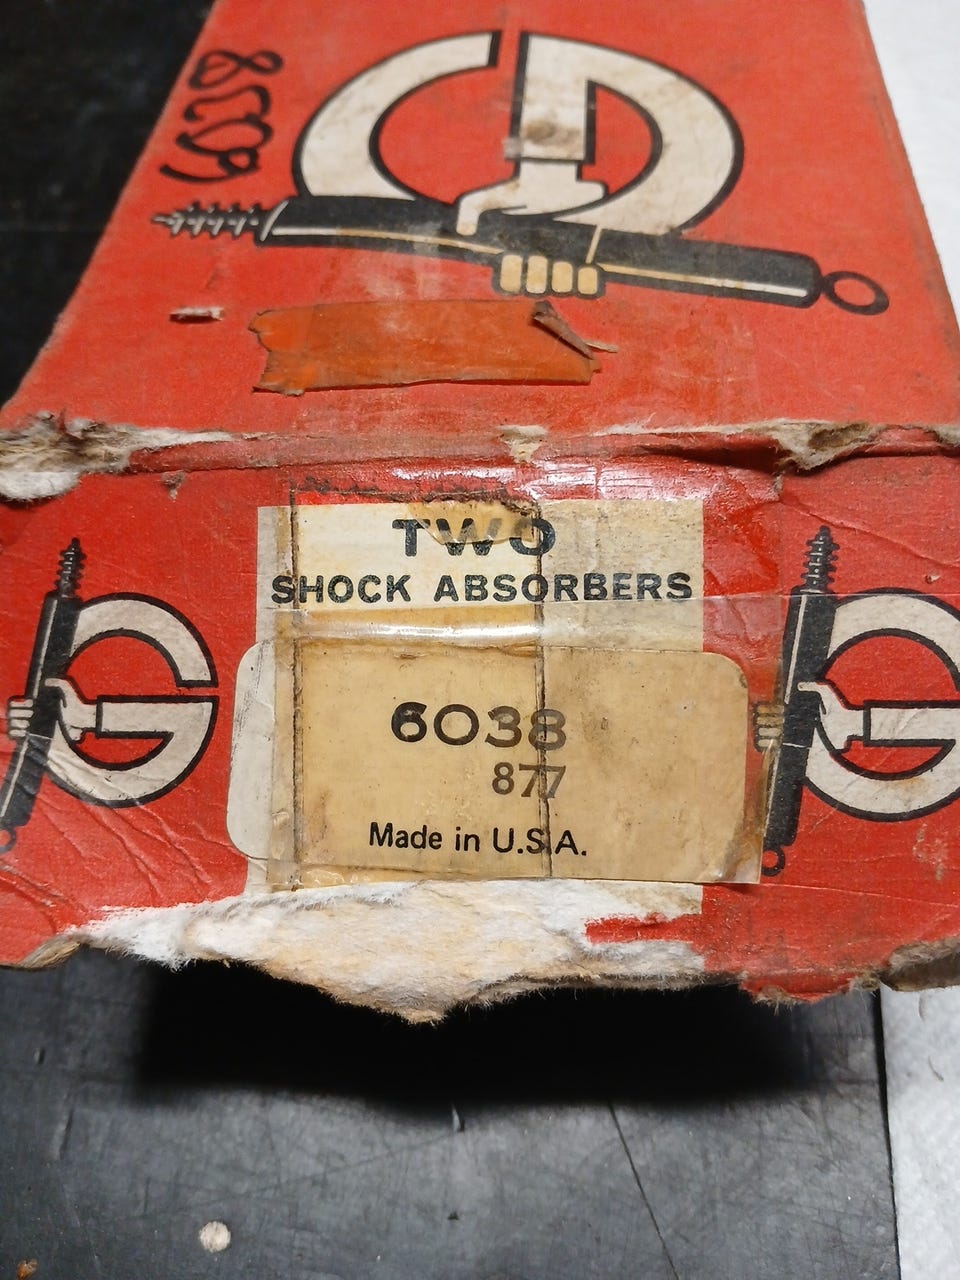 6038
TWO
SHOCK ABSORBERS
6038
877
Made in U.S.A.